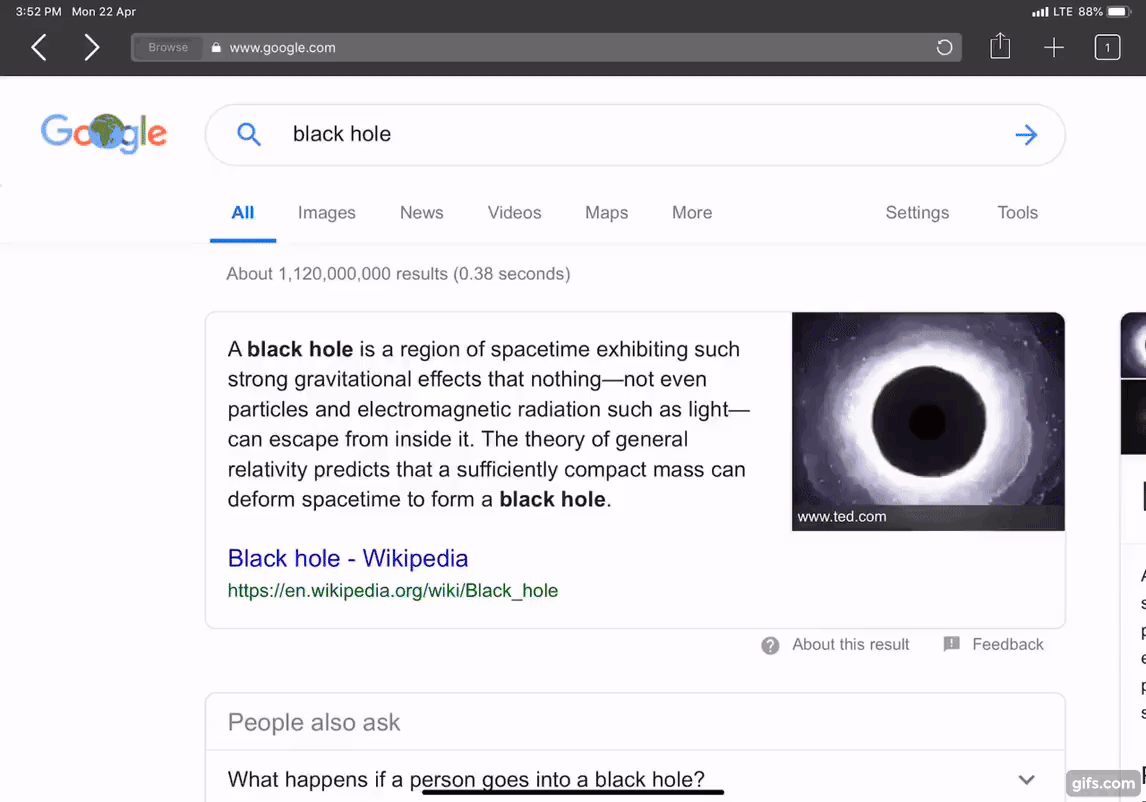 3:52 PM Mon 22 Apr LTE 88%
Browse www.google.com 1
Google black hole
All Images News Videos Maps More Settings Tools
About 1,120,000,000 results (0.38 seconds)
A black hole is a region of spacetime exhibiting such
strong gravitational effects that nothing—not even
particles and electromagnetic radiation such as light—
can escape from inside it. The theory of general
relativity predicts that a sufficiently compact mass can
deform spacetime to form a black hole.
www.ted.com
Black hole - Wikipedia
https://en.wikipedia.org/wiki/Black_hole
About this result Feedback
People also ask
What happens if a person goes into a black hole?
gifs.com